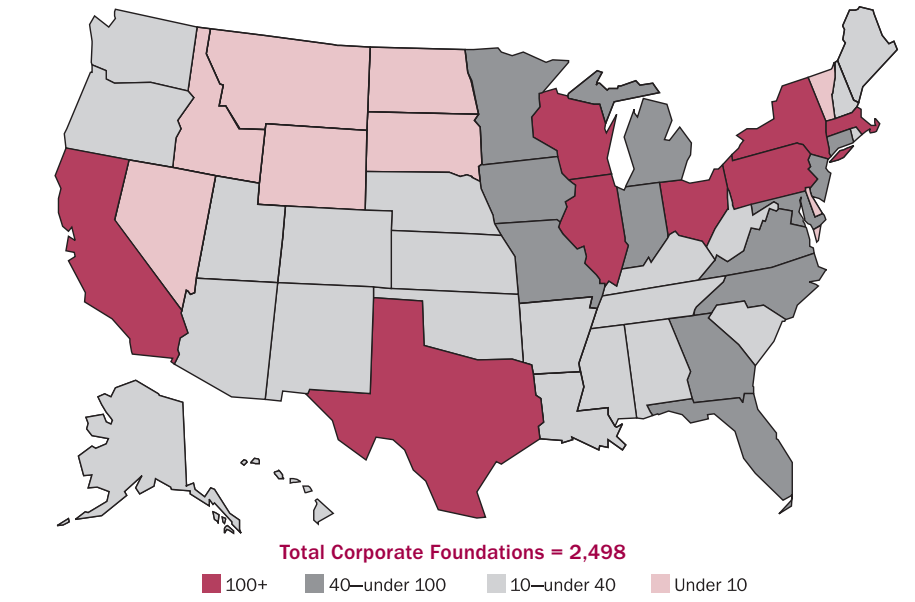 Total Corporate Foundations = 2,498
100+ 40—under 100 10—under 40 Under 10